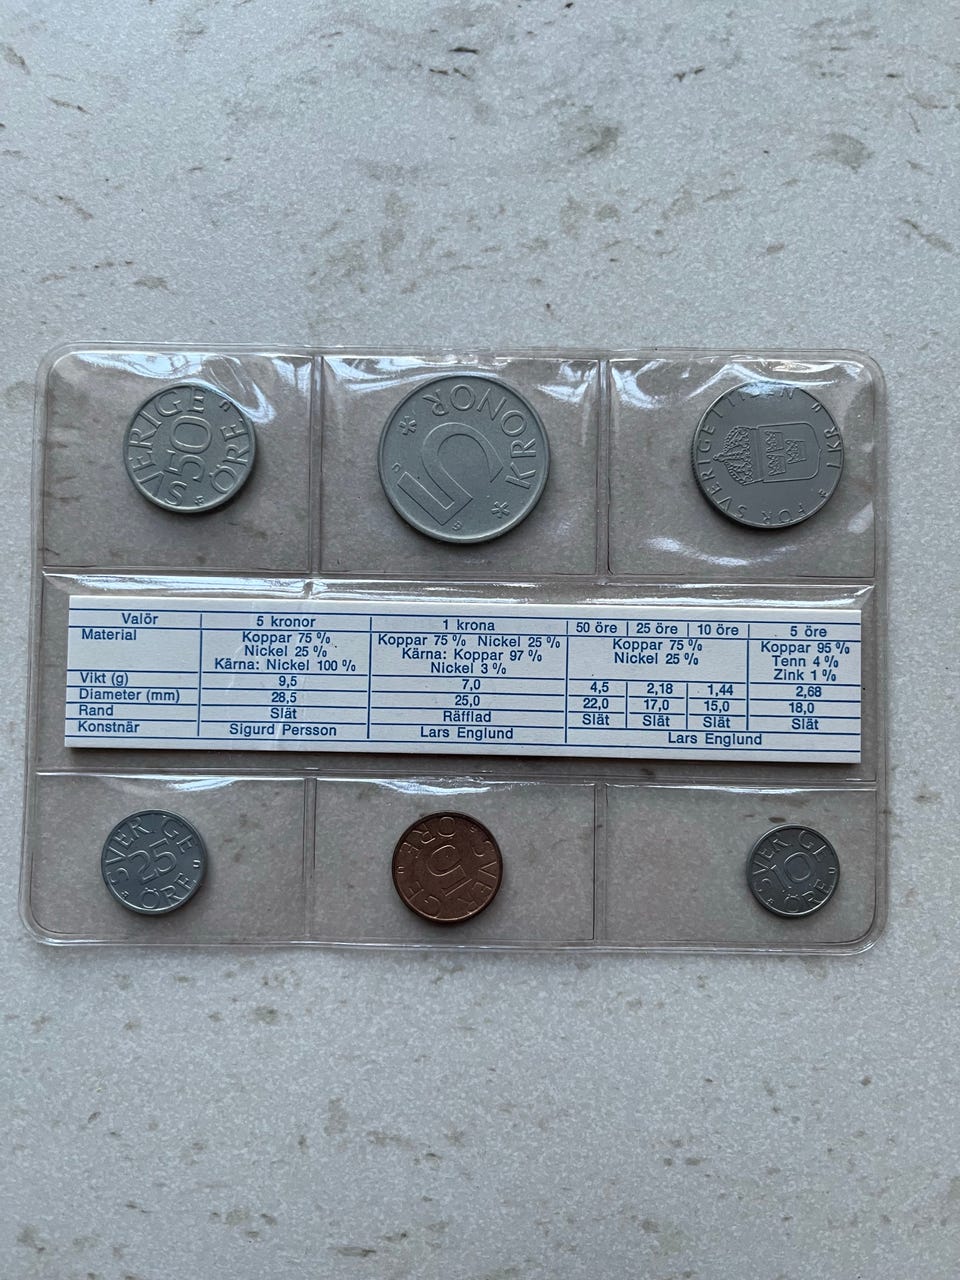 SVERIGE
50
ÖRE
U
5
KRONOR
FÖR SVERIGE I TIDEN
I KR
U
Valör | 5 kronor | 1 krona | 50 öre | 25 öre | 10 öre | 5 öre
Material | Koppar 75 % Nickel 25 % Kärna: Nickel 100 % | Koppar 75 % Nickel 25 % Kärna: Koppar 97 % Nickel 3 % | Koppar 75 % Nickel 25 % | Koppar 95 % Tenn 4 % Zink 1 %
Vikt (g) | 9,5 | 7,0 | 4,5 | 2,18 | 1,44 | 2,68
Diameter (mm) | 28,5 | 25,0 | 22,0 | 17,0 | 15,0 | 18,0
Rand | Slät | Räfflad | Slät | Slät | Slät | Slät
Konstnär | Sigurd Persson | Lars Englund | Lars Englund
SVERIGE
25
ÖRE
U
SVERIGE
5
ÖRE
SVERIGE
10
ÖRE
U